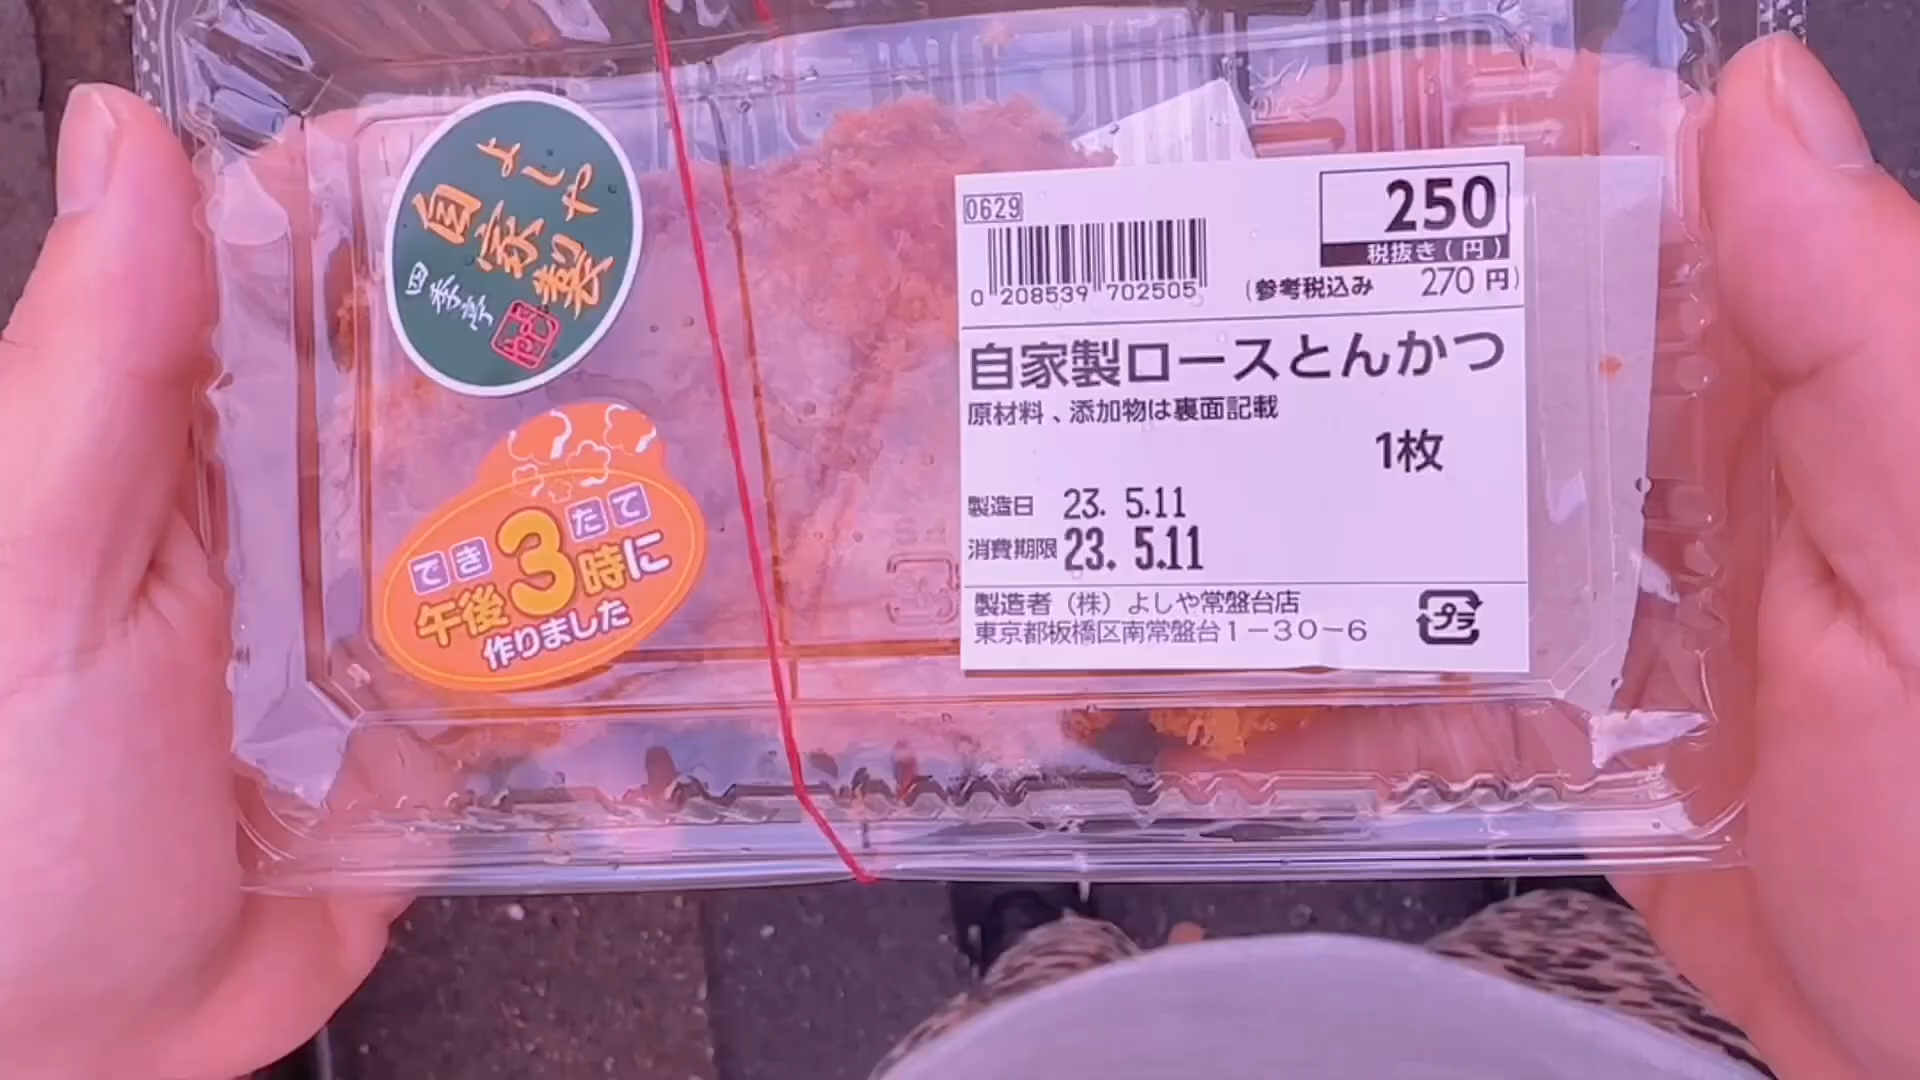 よしや
自家製
四季亭
できたて
午後3時に
作りました
0629
250
税抜き(円)
0 208539 702505
(参考税込み 270円)
自家製ロースとんかつ
原材料、添加物は裏面記載
1枚
製造日 23. 5.11
消費期限 23. 5.11
製造者(株)よしや常盤台店
東京都板橋区南常盤台1-30-6
プラ